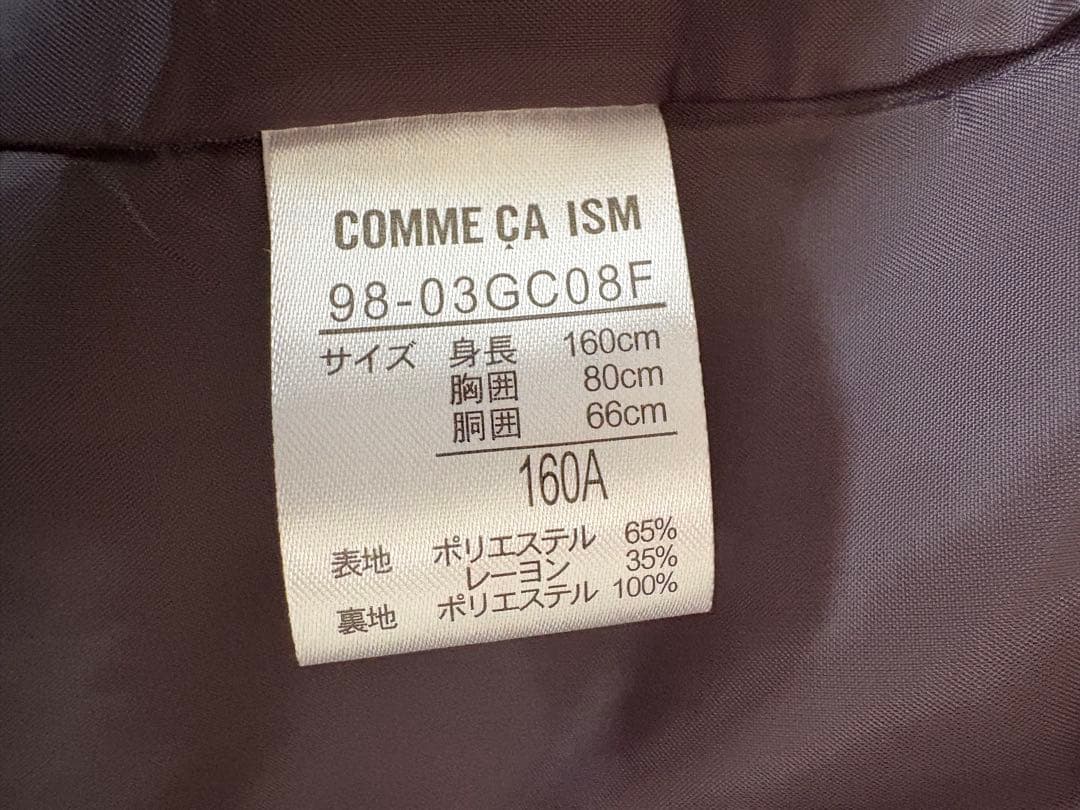 COMME ÇA ISM
98-03GC08F
サイズ 身長 160cm
胸囲 80cm
胴囲 66cm
160A
表地 ポリエステル 65%
レーヨン 35%
裏地 ポリエステル 100%